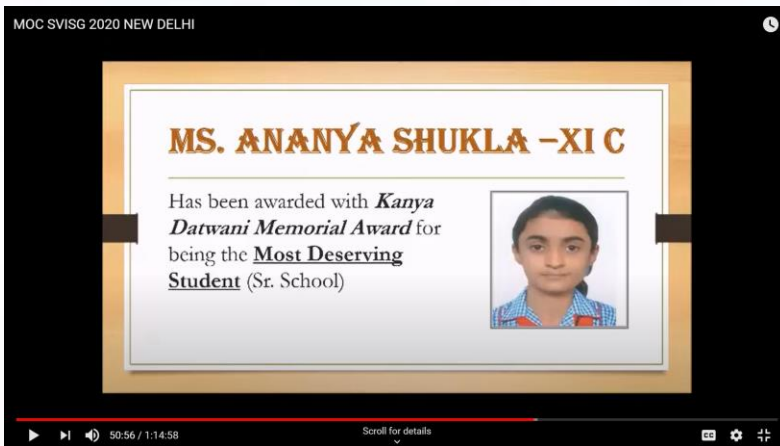 MOC SVISG 2020 NEW DELHI
MS. ANANYA SHUKLA –XI C
Has been awarded with Kanya
Datwani Memorial Award for
being the Most Deserving
Student (Sr. School)
50:56 / 1:14:58
Scroll for details
CC